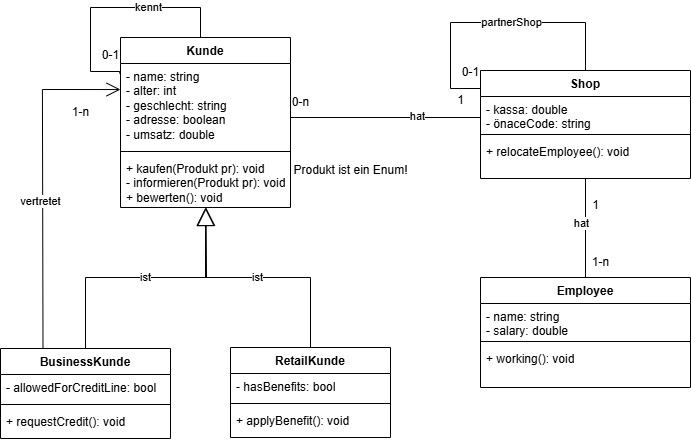 kennt
partnerShop
Kunde
0-1
- name: string
- alter: int
- geschlecht: string
- adresse: boolean
- umsatz: double
+ kaufen(Produkt pr): void
- informieren(Produkt pr): void
+ bewerten(): void
0-n
hat
1
0-1
Shop
- kassa: double
- önaceCode: string
+ relocateEmployee(): void
1-n
Produkt ist ein Enum!
vertretet
1
hat
1-n
ist
ist
Employee
- name: string
- salary: double
+ working(): void
BusinessKunde
- allowedForCreditLine: bool
+ requestCredit(): void
RetailKunde
- hasBenefits: bool
+ applyBenefit(): void